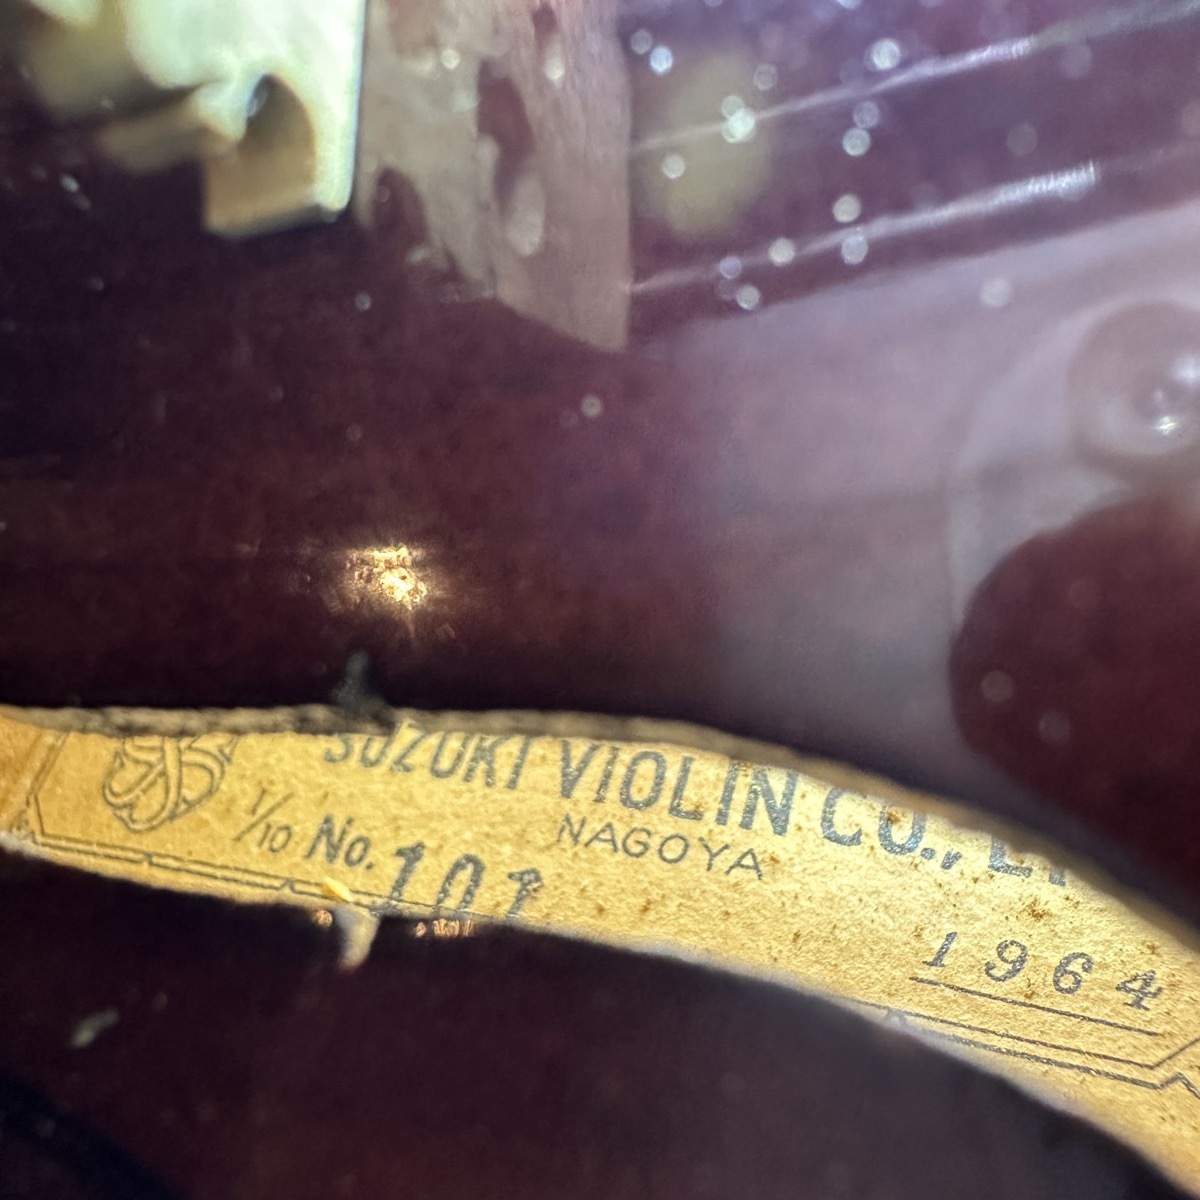 SUZUKI VIOLIN CO.,
NAGOYA
1/10 No. 101
1964